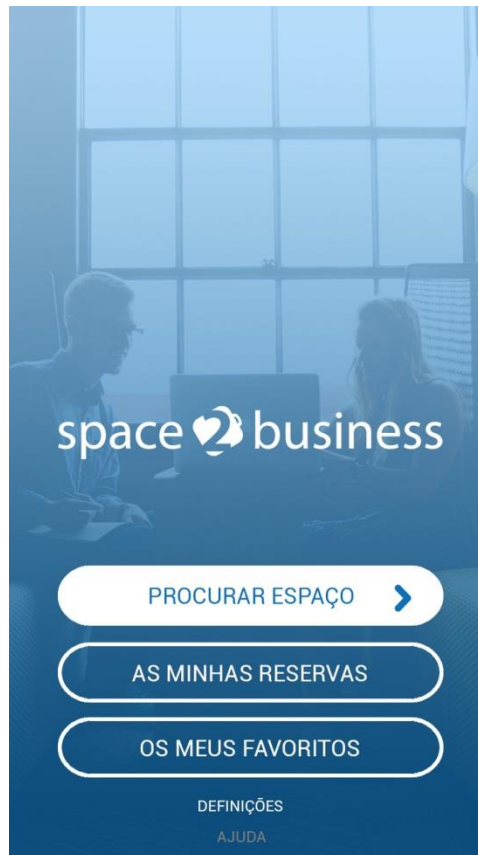 space 2 business
PROCURAR ESPAÇO
AS MINHAS RESERVAS
OS MEUS FAVORITOS
DEFINIÇÕES
AJUDA